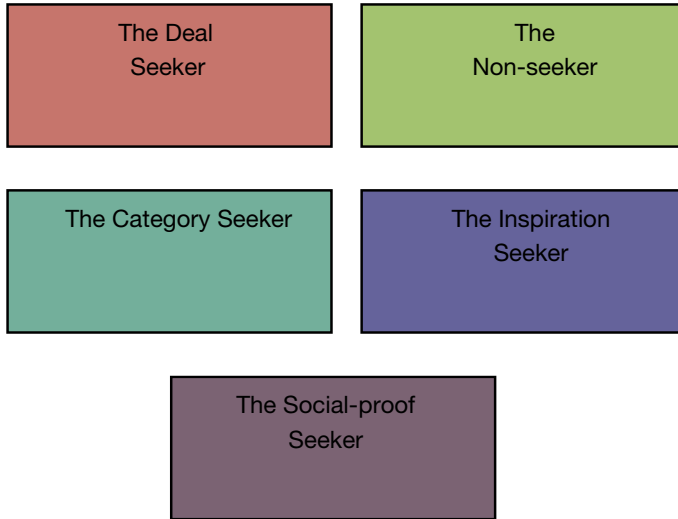 The Deal
Seeker
The
Non-seeker
The Category Seeker
The Inspiration
Seeker
The Social-proof
Seeker